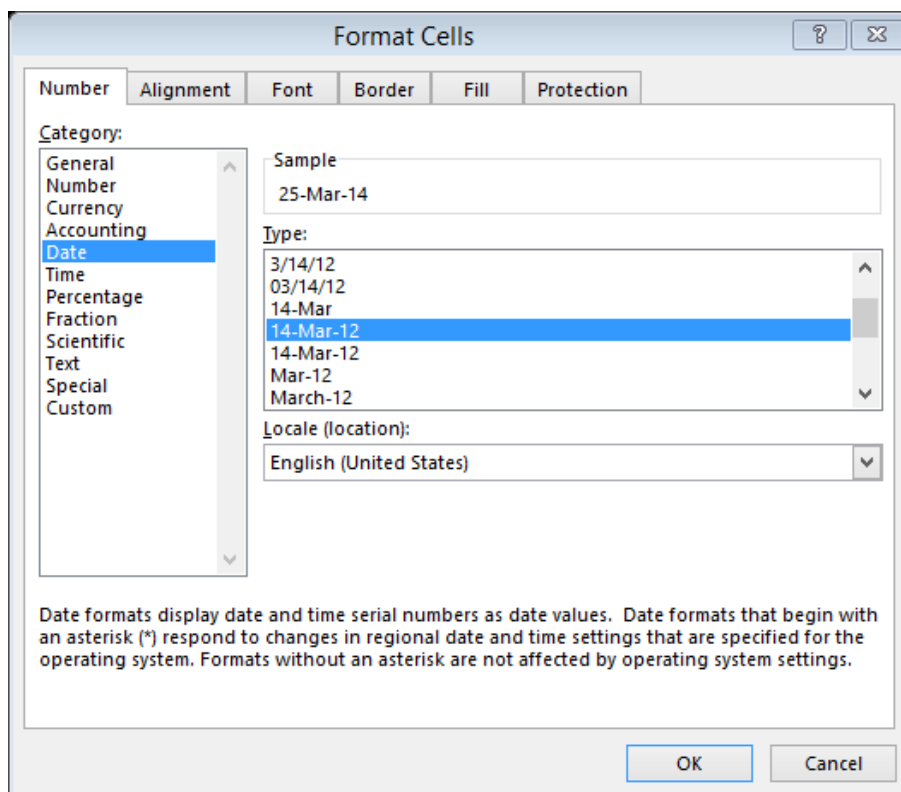 Format Cells
?
Number Alignment Font Border Fill Protection
Category:
General
Number
Currency
Accounting
Date
Time
Percentage
Fraction
Scientific
Text
Special
Custom
Sample
25-Mar-14
Type:
3/14/12
03/14/12
14-Mar
14-Mar-12
14-Mar-12
Mar-12
March-12
Locale (location):
English (United States)
Date formats display date and time serial numbers as date values.  Date formats that begin with
an asterisk (*) respond to changes in regional date and time settings that are specified for the
operating system. Formats without an asterisk are not affected by operating system settings.
OK Cancel